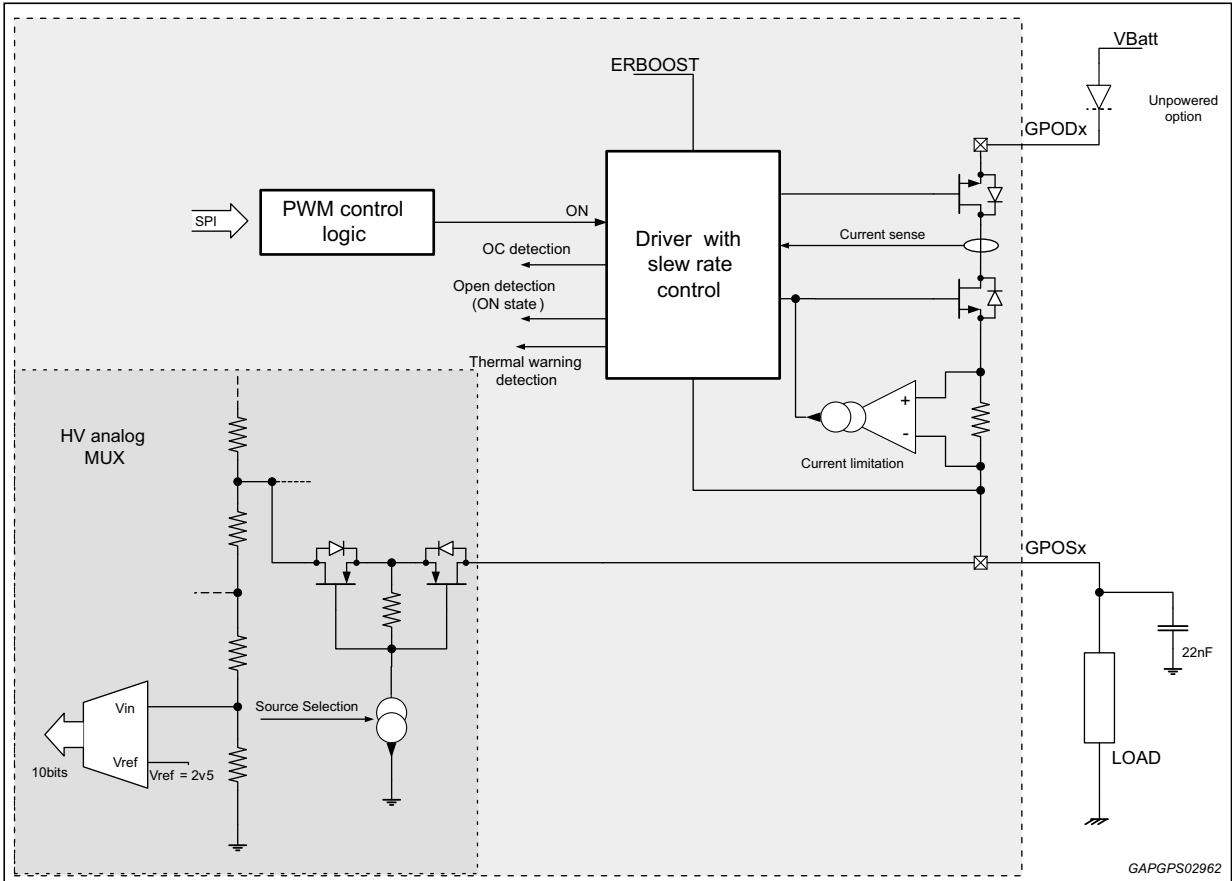 VBatt
ERBOOST
Unpowered
option
GPODx
SPI
PWM control
logic
ON
Driver with
slew rate
control
Current sense
OC detection
Open detection
(ON state)
Thermal warning
detection
HV analog
MUX
+
-
Current limitation
GPOSx
22nF
Source Selection
Vin
Vref
Vref = 2v5
10bits
LOAD
GAPGPS02962